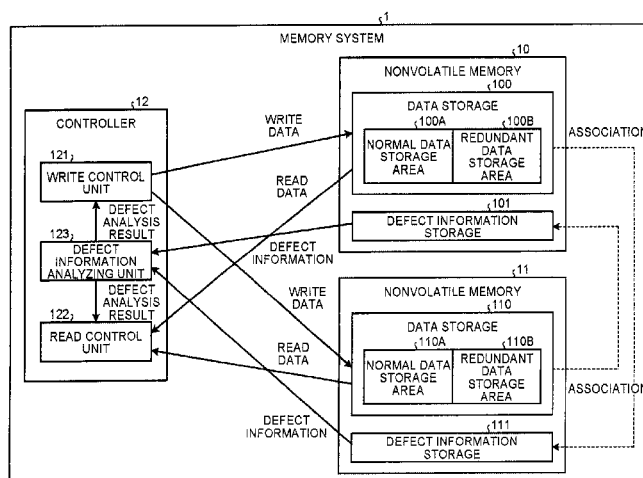 1
MEMORY SYSTEM
12
CONTROLLER
121
WRITE CONTROL
UNIT
DEFECT
ANALYSIS
RESULT
123
DEFECT
INFORMATION
ANALYZING UNIT
DEFECT
ANALYSIS
RESULT
122
READ CONTROL
UNIT
WRITE
DATA
READ
DATA
DEFECT
INFORMATION
WRITE
DATA
READ
DATA
DEFECT
INFORMATION
10
NONVOLATILE MEMORY
100
DATA STORAGE
100A
NORMAL DATA
STORAGE
AREA
100B
REDUNDANT DATA
STORAGE
AREA
101
DEFECT INFORMATION
STORAGE
ASSOCIATION
11
NONVOLATILE MEMORY
110
DATA STORAGE
110A
NORMAL DATA
STORAGE
AREA
110B
REDUNDANT
DATA STORAGE
AREA
111
DEFECT INFORMATION
STORAGE
ASSOCIATION